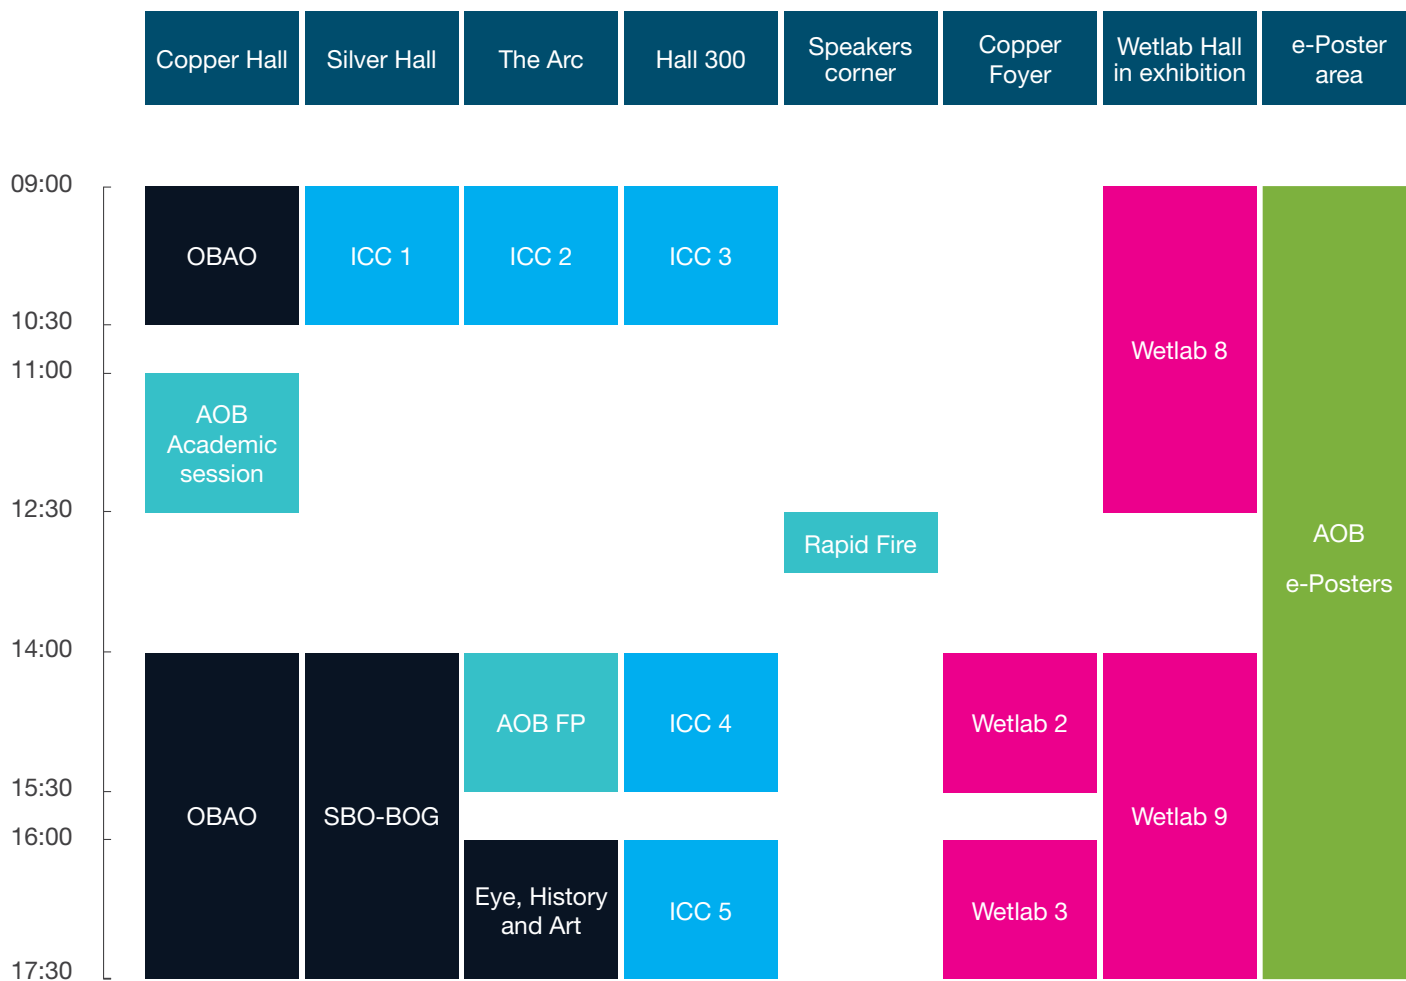 Copper Hall
Silver Hall
The Arc
Hall 300
Speakers
corner
Copper
Foyer
Wetlab Hall
in exhibition
e-Poster
area
09:00
OBAO
ICC 1
ICC 2
ICC 3
10:30
Wetlab 8
11:00
AOB
Academic
session
12:30
Rapid Fire
AOB
e-Posters
14:00
AOB FP
ICC 4
Wetlab 2
15:30
OBAO
SBO-BOG
Wetlab 9
16:00
Eye, History
and Art
ICC 5
Wetlab 3
17:30